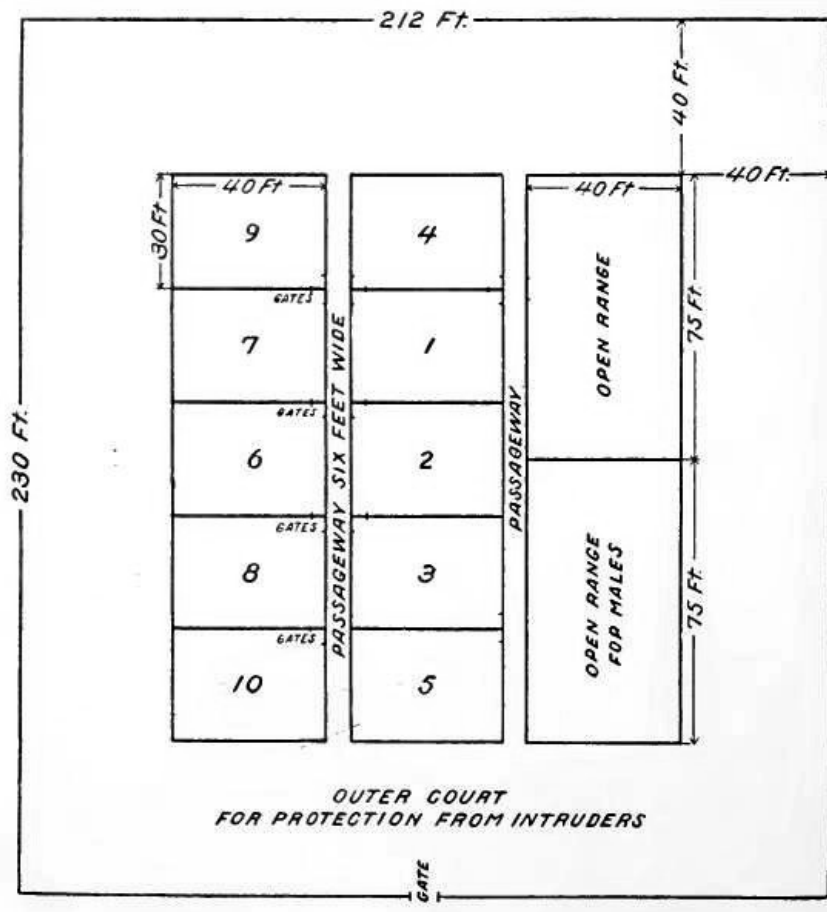 212 Ft.
40 Ft.
40 Ft
40 Ft
40 Ft.
30 Ft
9
4
GATES
7
1
GATES
6
2
GATES
8
3
GATES
10
5
PASSAGEWAY SIX FEET WIDE
PASSAGEWAY
OPEN RANGE
75 Ft.
OPEN RANGE
FOR MALES
75 Ft.
230 Ft.
OUTER COURT
FOR PROTECTION FROM INTRUDERS
GATE